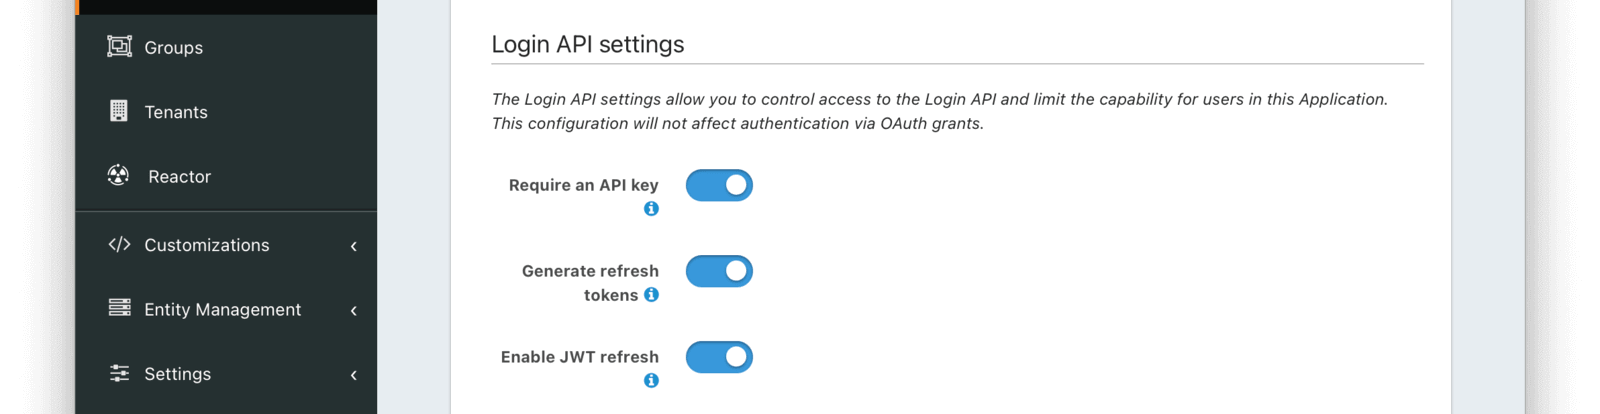 Groups
Tenants
Reactor
Customizations
Entity Management
Settings
Login API settings
The Login API settings allow you to control access to the Login API and limit the capability for users in this Application.
This configuration will not affect authentication via OAuth grants.
Require an API key
Generate refresh
tokens
Enable JWT refresh